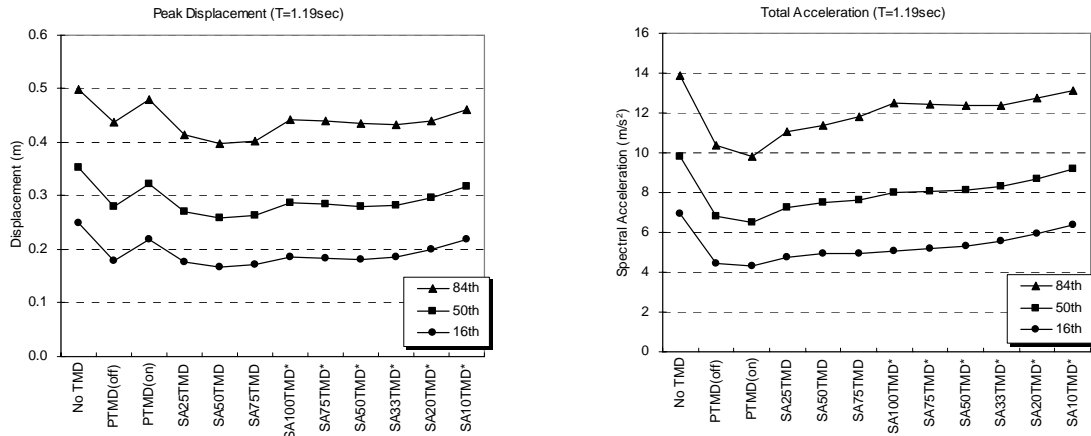 Peak Displacement (T=1.19sec)
Displacement (m)
0.6
0.5
0.4
0.3
0.2
0.1
0.0
84th
50th
16th
No TMD
PTMD(off)
PTMD(on)
SA25TMD
SA50TMD
SA75TMD
SA100TMD*
SA75TMD*
SA50TMD*
SA33TMD*
SA20TMD*
SA10TMD*
Total Acceleration (T=1.19sec)
Spectral Acceleration (m/s²)
16
14
12
10
8
6
4
2
0
84th
50th
16th
No TMD
PTMD(off)
PTMD(on)
SA25TMD
SA50TMD
SA75TMD
SA100TMD*
SA75TMD*
SA50TMD*
SA33TMD*
SA20TMD*
SA10TMD*